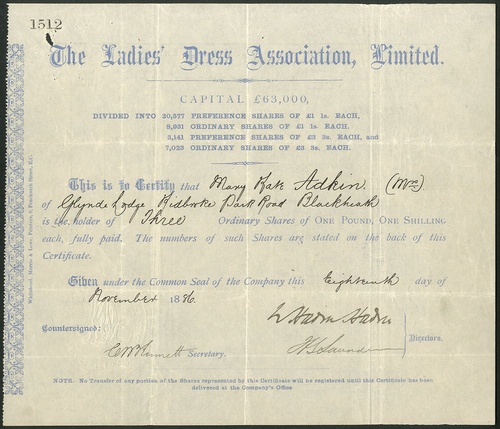 1512
The Ladies' Dress Association, Limited.
CAPITAL £63,000,
DIVIDED INTO 20,577 PREFERENCE SHARES OF £1 1s. EACH,
8,931 ORDINARY SHARES OF £1 1s. EACH.
3,141 PREFERENCE SHARES OF £3 3s. EACH, and
7,023 ORDINARY SHARES OF £3 3s. EACH.
This is to Certify that Mary Kate Adkin. (Mrs).
of Glynde Lodge Kidbroke Park Road Blackheath
is the holder of Three Ordinary Shares of ONE POUND, ONE SHILLING
each, fully paid. The numbers of such Shares are stated on the back of this
Certificate.
Given under the Common Seal of the Company this Eighteenth day of
November 1886.
Countersigned:
Secretary.
Directors.
NOTE. No Transfer of any portion of the Shares represented by this Certificate will be registered until this Certificate has been
delivered at the Company's Office